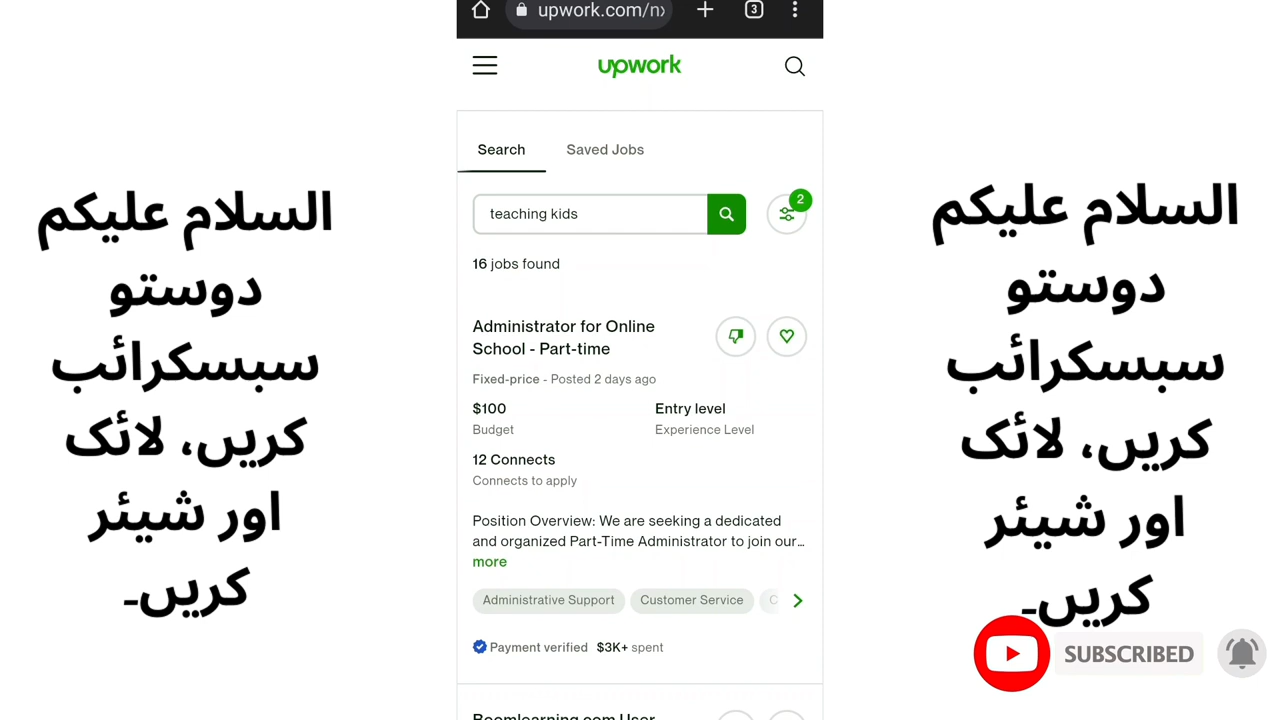 السلام علیکم
دوستو
سبسکرائب
کریں، لائک
اور شیئر
کریں۔
upwork.com/nx
3
upwork
Search
Saved Jobs
teaching kids
2
16 jobs found
Administrator for Online
School - Part-time
Fixed-price - Posted 2 days ago
$100
Entry level
Budget
Experience Level
12 Connects
Connects to apply
Position Overview: We are seeking a dedicated
and organized Part-Time Administrator to join our...
more
Administrative Support
Customer Service
C
Payment verified $3K+ spent
Boomlearning.com User
السلام علیکم
دوستو
سبسکرائب
کریں، لائک
اور شیئر
کریں۔
SUBSCRIBED